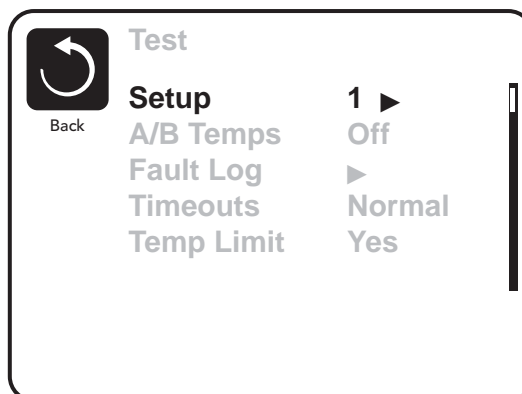 Test
Back
Setup 1 ▶
A/B Temps Off
Fault Log ▶
Timeouts Normal
Temp Limit Yes